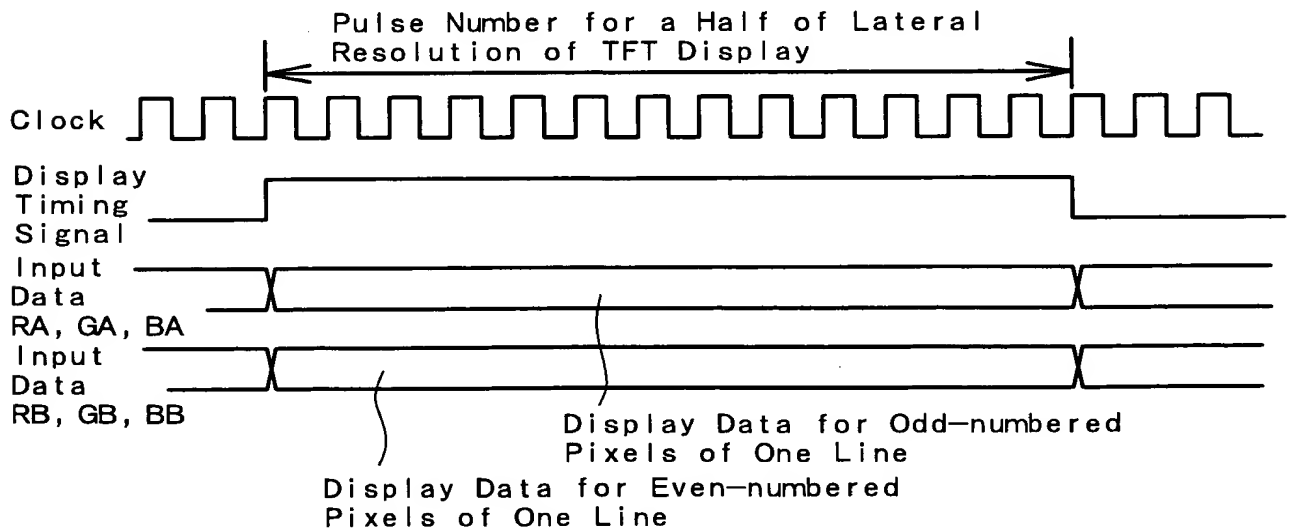 Pulse Number for a Half of Lateral
Resolution of TFT Display
Clock
Display
Timing
Signal
Input
Data
RA, GA, BA
Input
Data
RB, GB, BB
Display Data for Odd—numbered
Pixels of One Line
Display Data for Even—numbered
Pixels of One Line